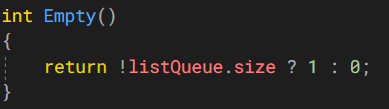 int Empty()
{
    return !listQueue.size ? 1 : 0;
}